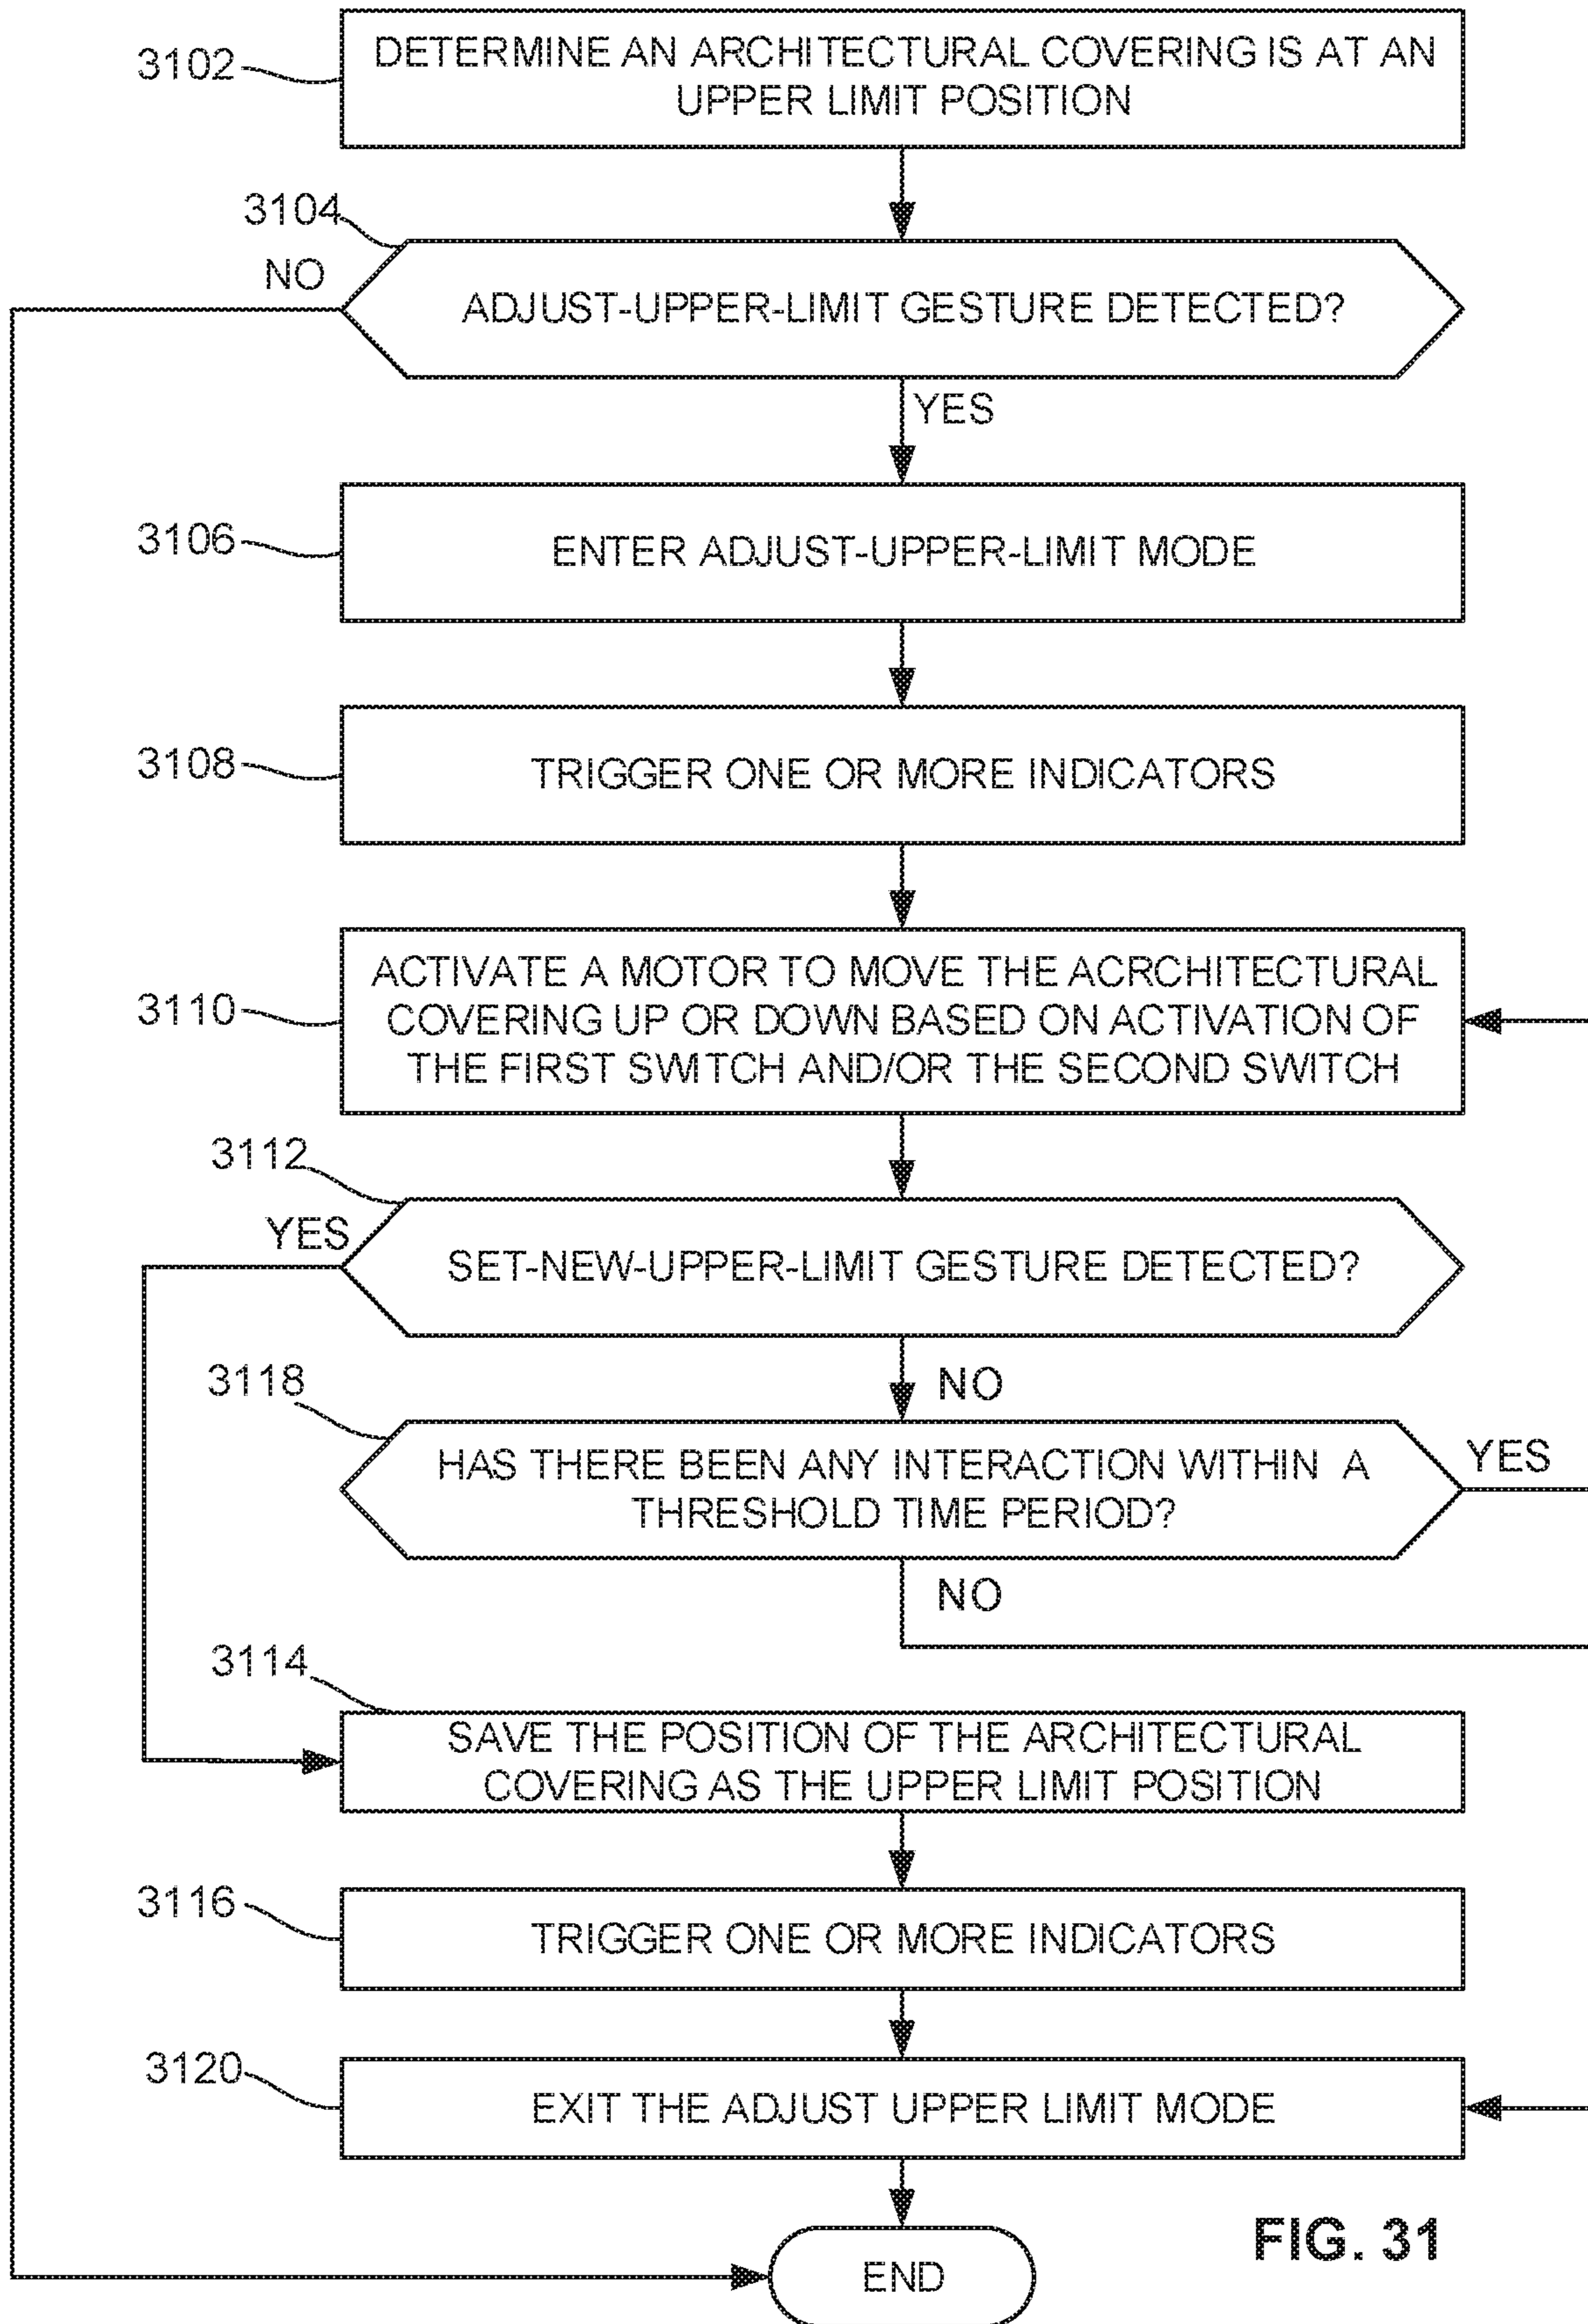 3102
DETERMINE AN ARCHITECTURAL COVERING IS AT AN
UPPER LIMIT POSITION
3104
NO
ADJUST-UPPER-LIMIT GESTURE DETECTED?
YES
3106
ENTER ADJUST-UPPER-LIMIT MODE
3108
TRIGGER ONE OR MORE INDICATORS
3110
ACTIVATE A MOTOR TO MOVE THE ACRCHITECTURAL
COVERING UP OR DOWN BASED ON ACTIVATION OF
THE FIRST SWITCH AND/OR THE SECOND SWITCH
3112
YES
SET-NEW-UPPER-LIMIT GESTURE DETECTED?
NO
3118
HAS THERE BEEN ANY INTERACTION WITHIN A
THRESHOLD TIME PERIOD?
YES
NO
3114
SAVE THE POSITION OF THE ARCHITECTURAL
COVERING AS THE UPPER LIMIT POSITION
3116
TRIGGER ONE OR MORE INDICATORS
3120
EXIT THE ADJUST UPPER LIMIT MODE
END
FIG. 31